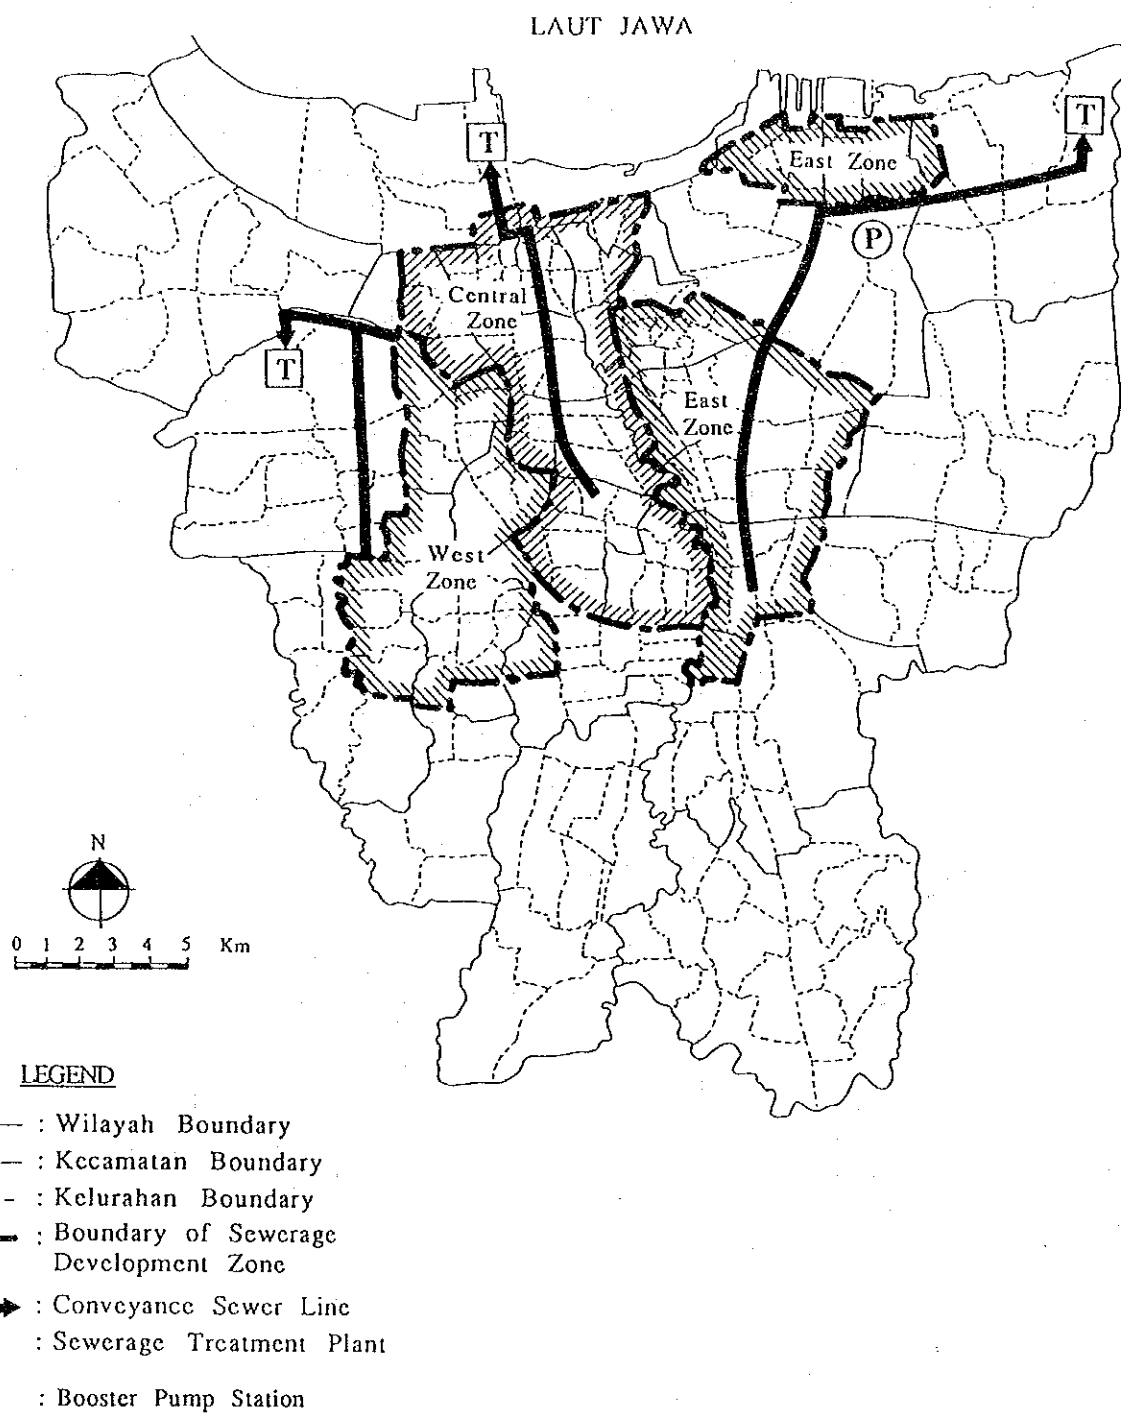 LAUT JAWA
T
T
East Zone
P
Central
Zone
T
East
Zone
West
Zone
N
0 1 2 3 4 5 Km
LEGEND
: Wilayah Boundary
: Kecamatan Boundary
: Kelurahan Boundary
: Boundary of Sewerage
Development Zone
: Conveyance Sewer Line
: Sewerage Treatment Plant
: Booster Pump Station